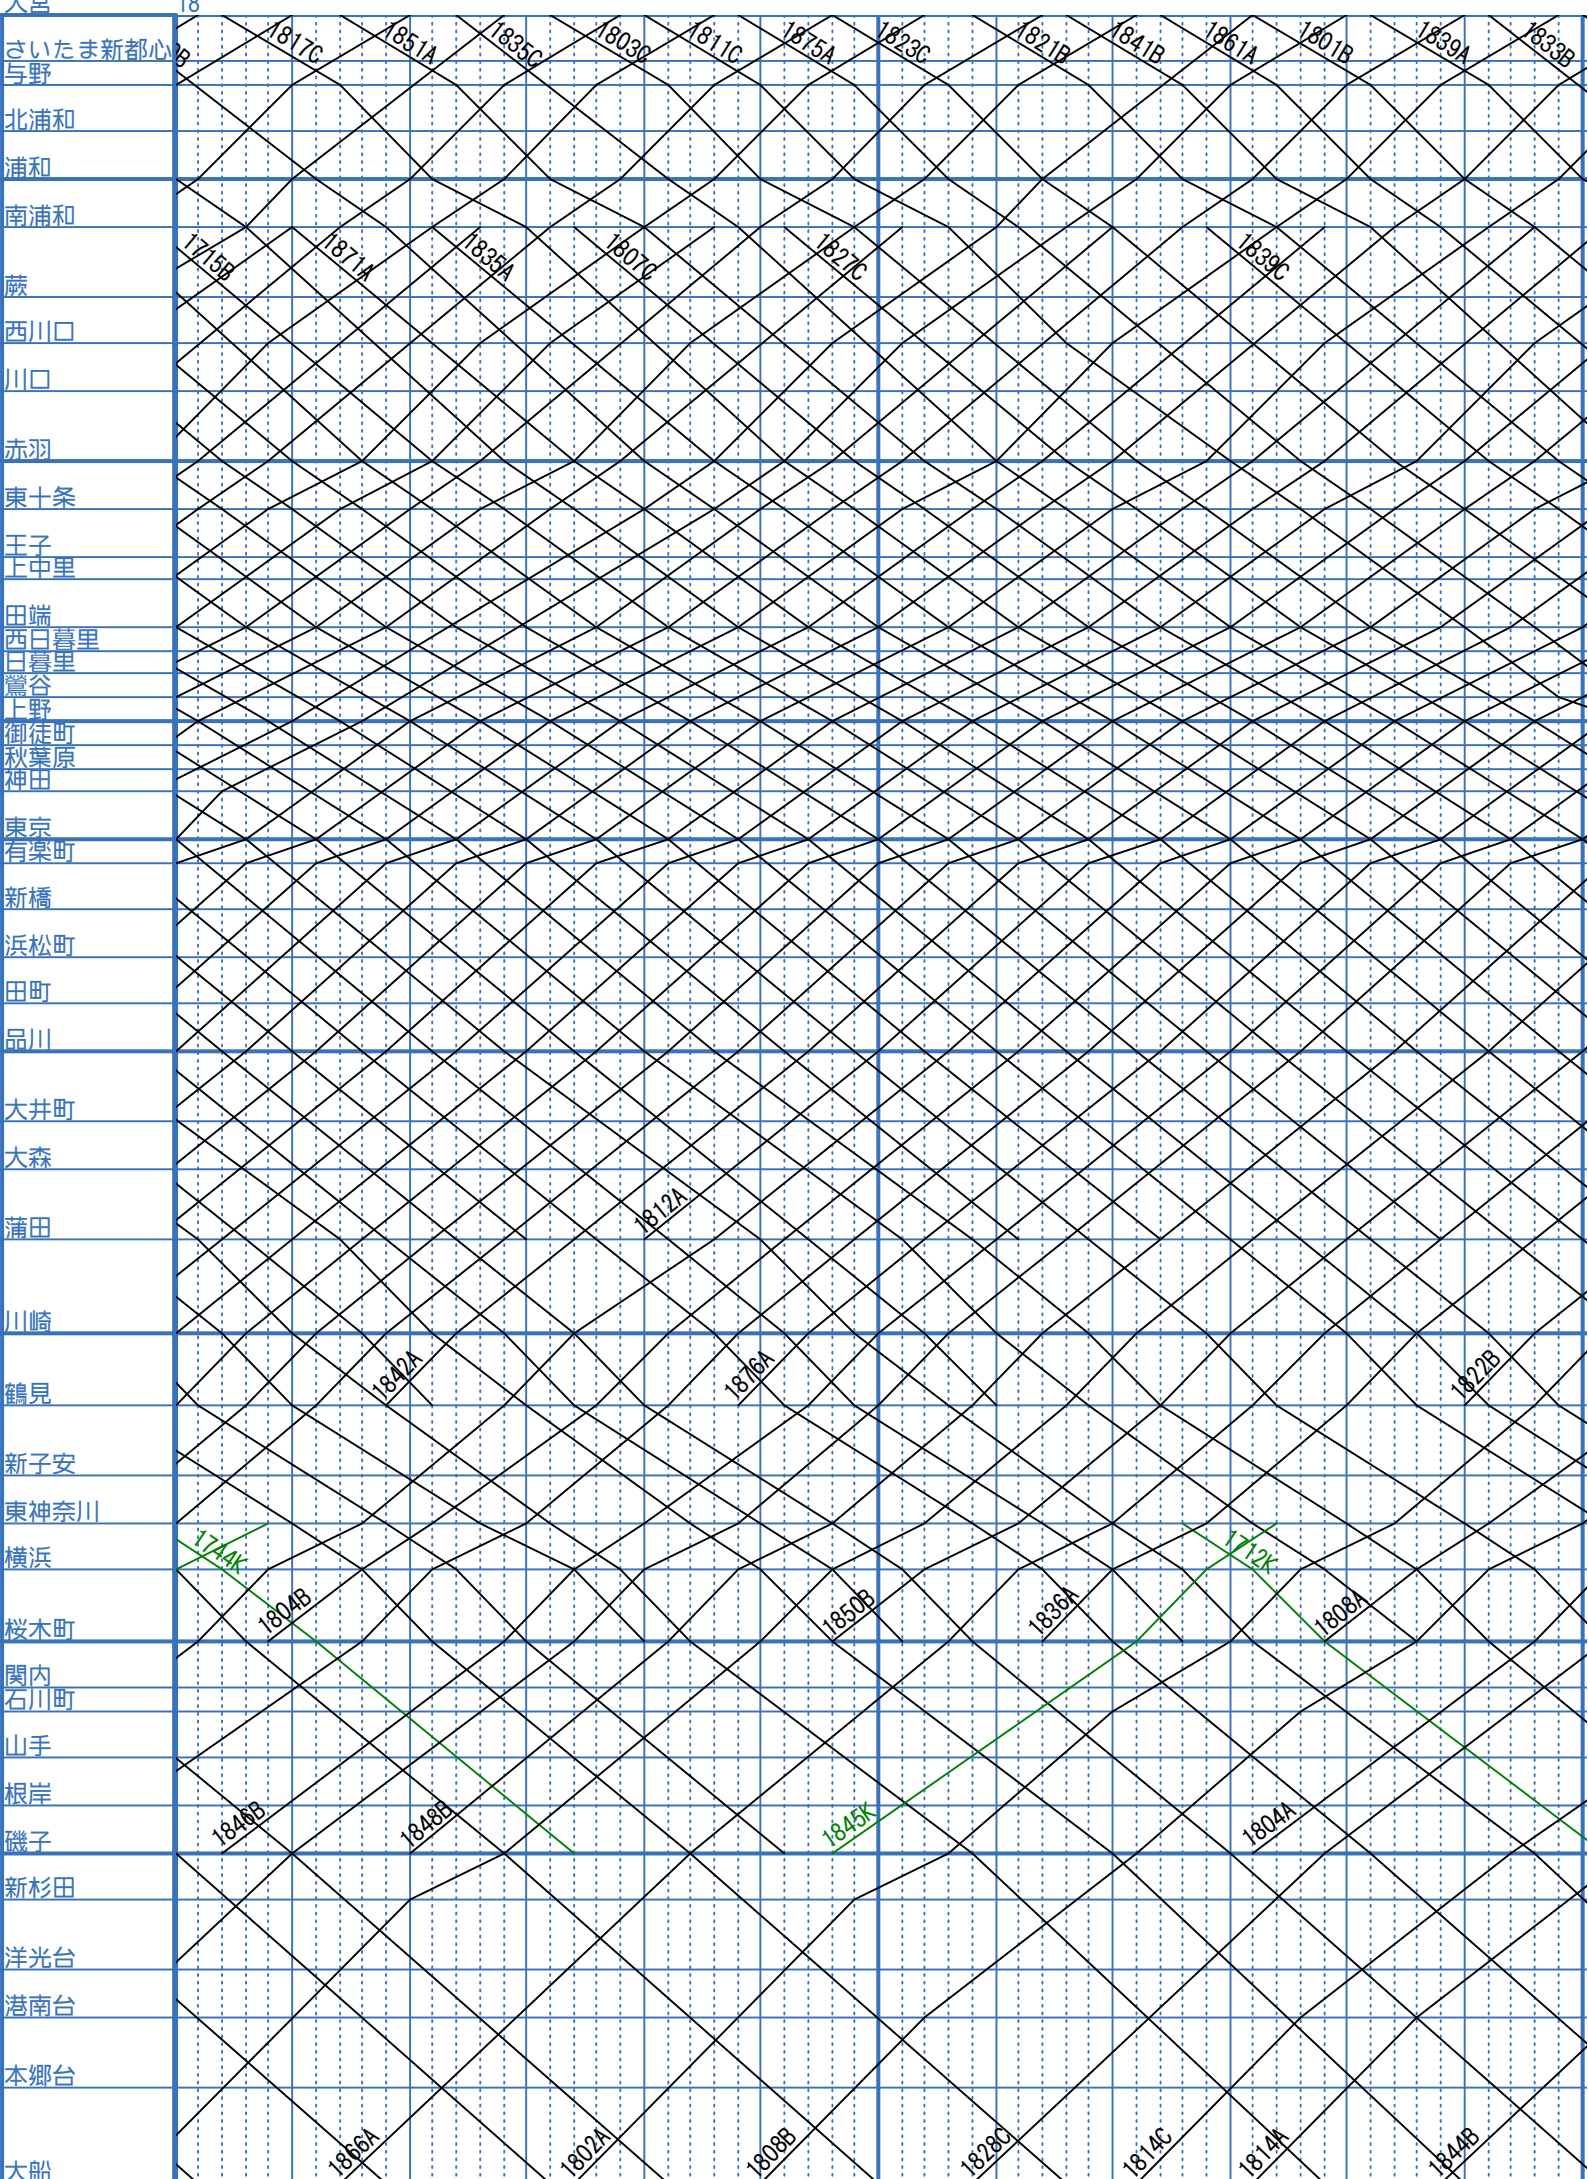 大宮
18
さいたま新都心
1817C
1851A
1835C
1803C
1811C
1875A
1823C
1821B
1841B
1861A
1801B
1839A
1833B
与野
北浦和
浦和
南浦和
1715B
1871A
1835A
1807C
1827C
1839C
蕨
西川口
川口
赤羽
東十条
王子
上中里
田端
西日暮里
日暮里
鶯谷
上野
御徒町
秋葉原
神田
東京
有楽町
新橋
浜松町
田町
品川
大井町
大森
1812A
蒲田
川崎
1842A
1876A
1822B
鶴見
新子安
東神奈川
1744K
1712K
横浜
1804B
1850B
1836A
1808A
桜木町
関内
石川町
山手
根岸
1846B
1848B
1845K
1804A
磯子
新杉田
洋光台
港南台
本郷台
1866A
1802A
1808B
1828C
1814C
1814A
1844B
大船